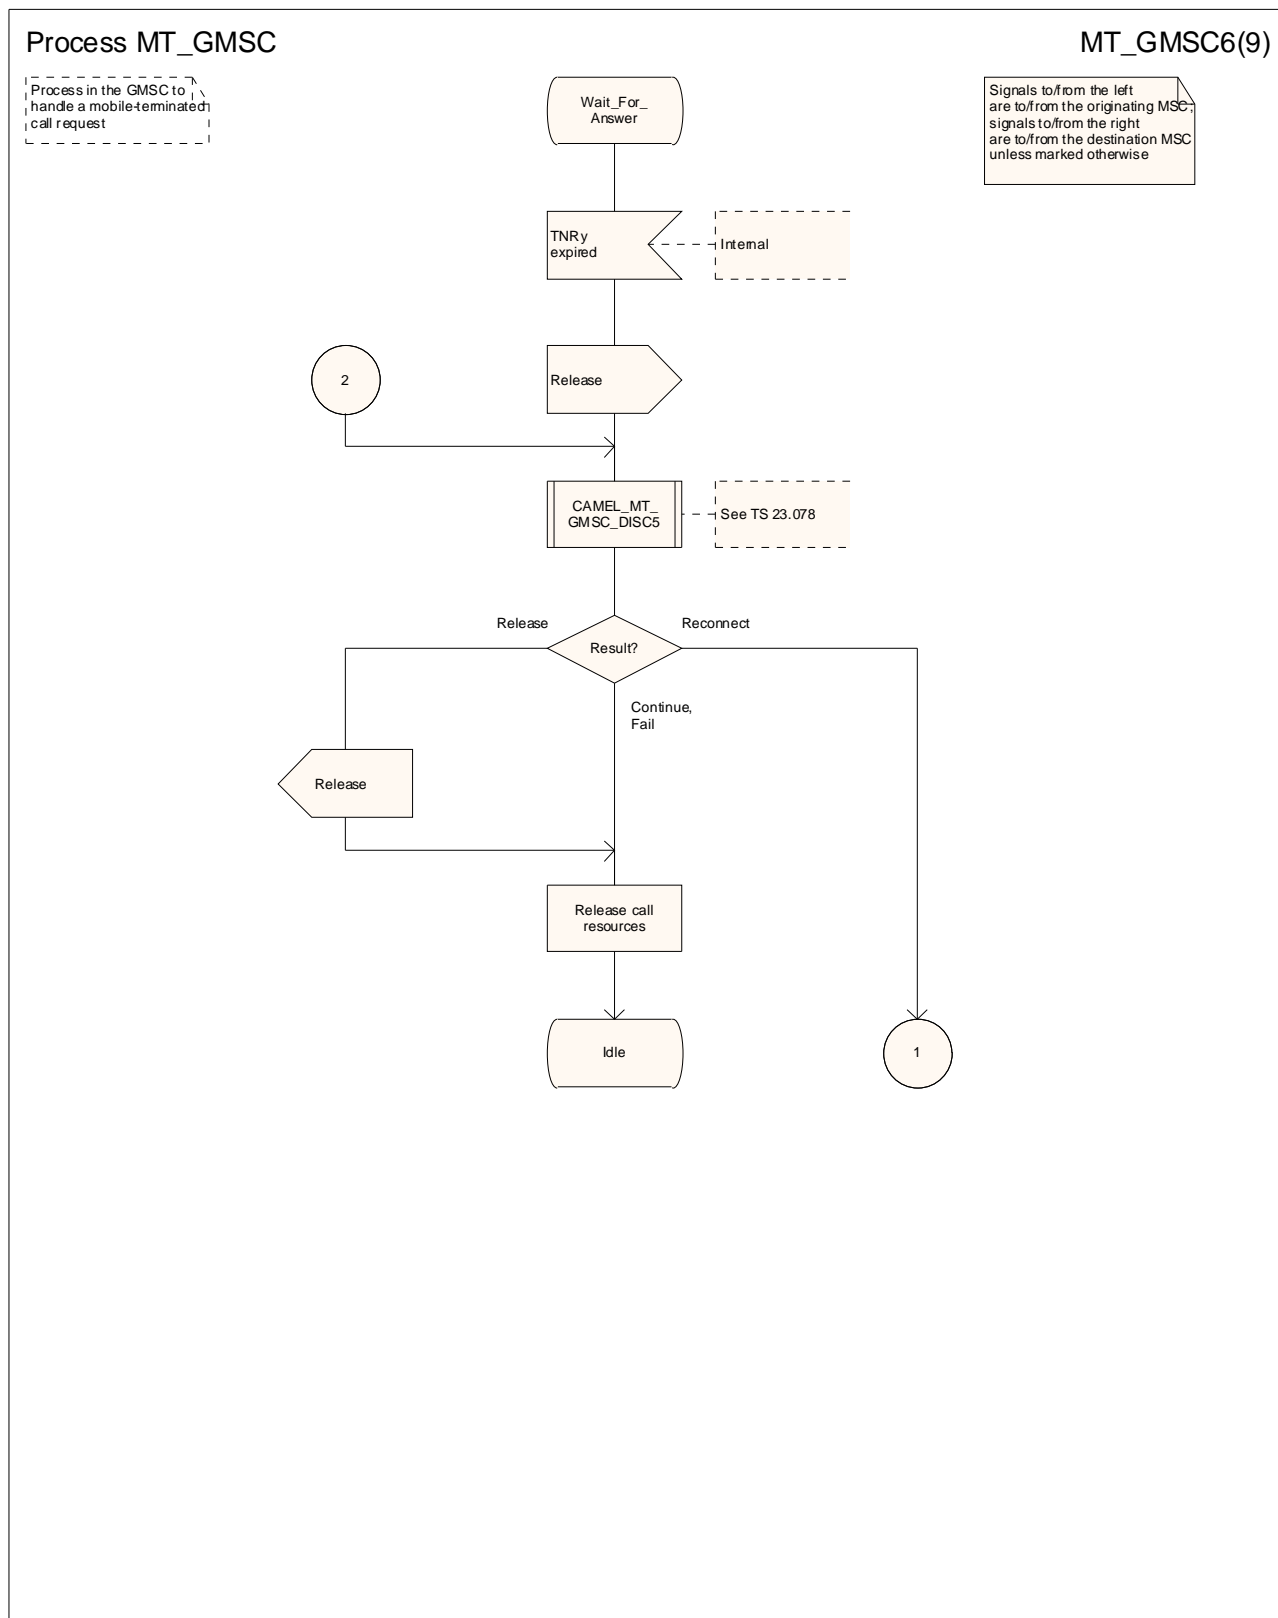 Process MT_GMSC
MT_GMSC6(9)
Process in the GMSC to
handle a mobile-terminated
call request
Signals to/from the left
are to/from the originating MSC;
signals to/from the right
are to/from the destination MSC
unless marked otherwise
Wait_For_
Answer
TNRy
expired
Internal
2
Release
CAMEL_MT_
GMSC_DISC5
See TS 23.078
Release
Reconnect
Result?
Continue,
Fail
Release
Release call
resources
Idle
1